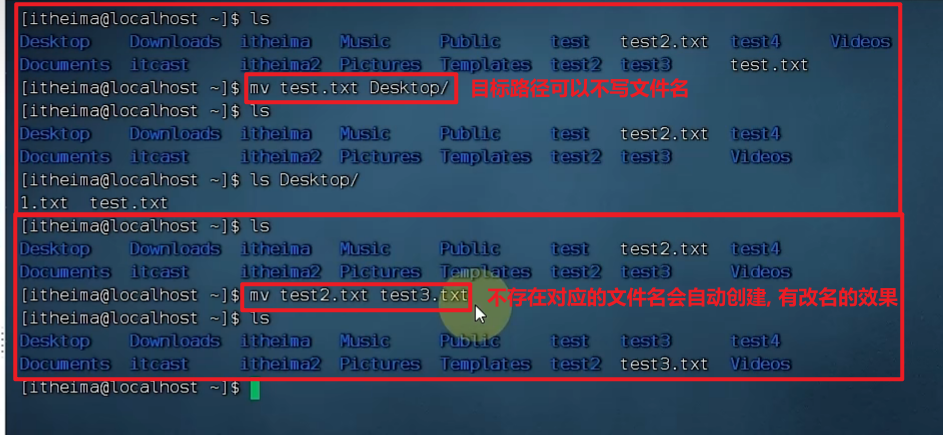 [itheima@localhost ~]$ ls
Desktop Downloads itheima Music Public test test2.txt test4 Videos
Documents itcast itheima2 Pictures Templates test2 test3 test.txt
[itheima@localhost ~]$ mv test.txt Desktop/ 目标路径可以不写文件名
[itheima@localhost ~]$ ls
Desktop Downloads itheima Music Public test test2.txt test4
Documents itcast itheima2 Pictures Templates test2 test3 Videos
[itheima@localhost ~]$ ls Desktop/
1.txt test.txt
[itheima@localhost ~]$ ls
Desktop Downloads itheima Music Public test test2.txt test4
Documents itcast itheima2 Pictures Templates test2 test3 Videos
[itheima@localhost ~]$ mv test2.txt test3.txt 不存在对应的文件名会自动创建, 有改名的效果
[itheima@localhost ~]$ ls
Desktop Downloads itheima Music Public test test3 test4
Documents itcast itheima2 Pictures Templates test2 test3.txt Videos
[itheima@localhost ~]$